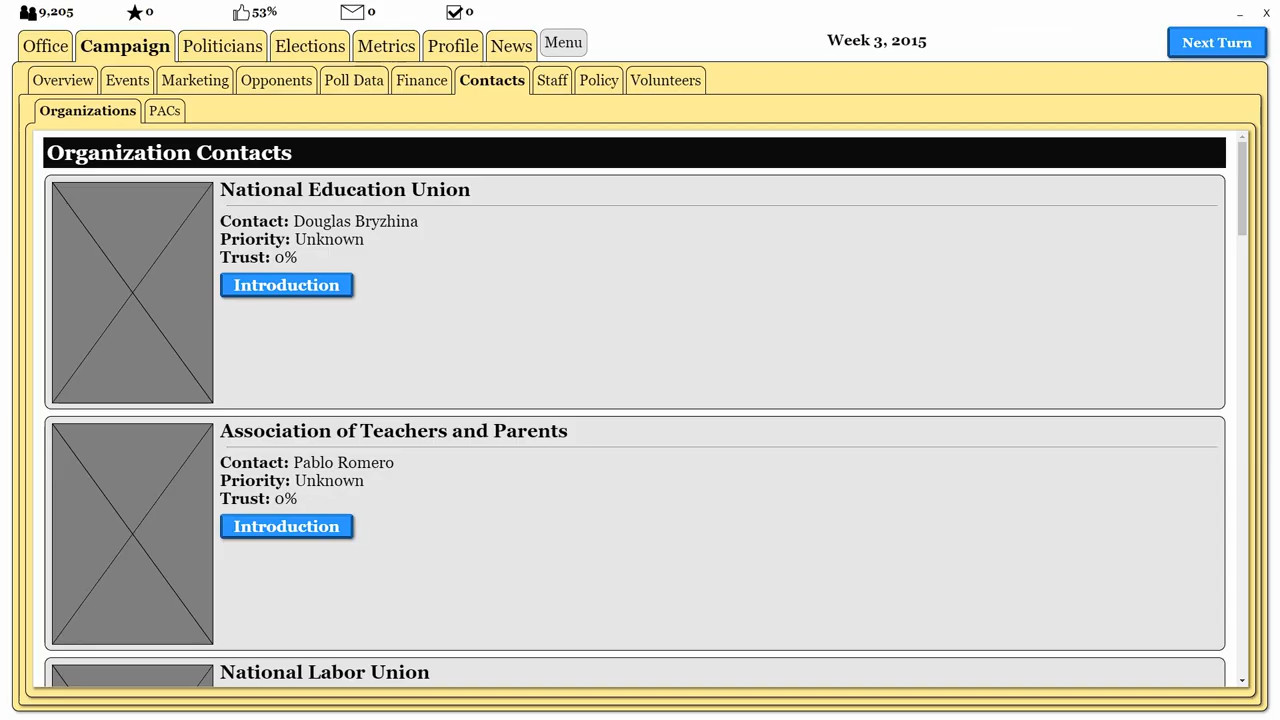 9,205 0 53% 0 0 _ X
Office Campaign Politicians Elections Metrics Profile News Menu Week 3, 2015 Next Turn
Overview Events Marketing Opponents Poll Data Finance Contacts Staff Policy Volunteers
Organizations PACs
Organization Contacts
National Education Union
Contact: Douglas Bryzhina
Priority: Unknown
Trust: 0%
Introduction
Association of Teachers and Parents
Contact: Pablo Romero
Priority: Unknown
Trust: 0%
Introduction
National Labor Union